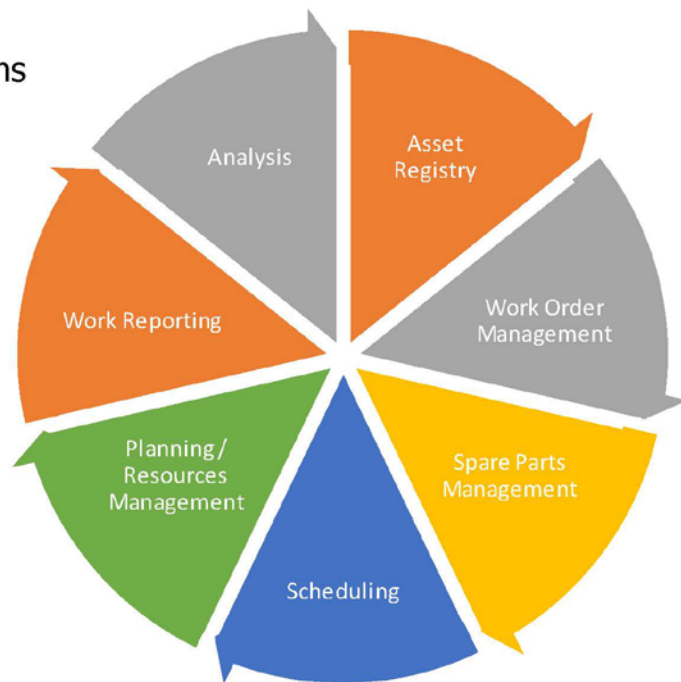 ns
Asset
Registry
Work Order
Management
Spare Parts
Management
Scheduling
Planning/
Resources
Management
Work Reporting
Analysis